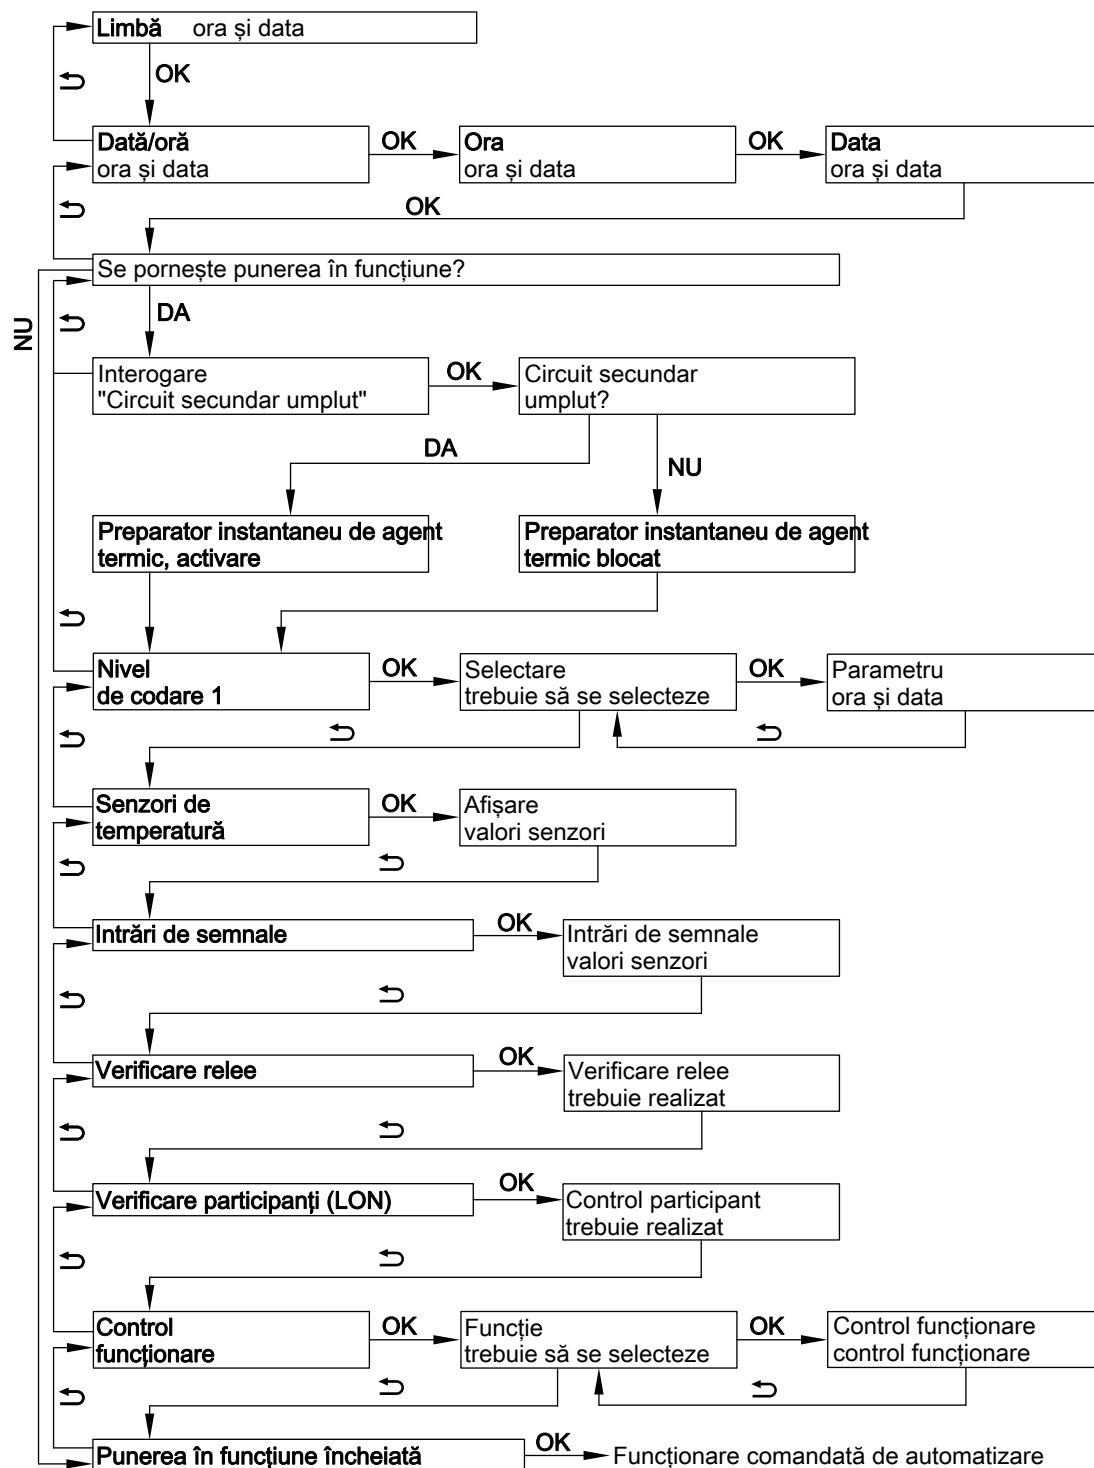 Limbă ora și data
OK
Dată/oră
ora și data
OK
Ora
ora și data
OK
Data
ora și data
OK
Se pornește punerea în funcțiune?
NU
DA
Interogare
"Circuit secundar umplut"
OK
Circuit secundar
umplut?
DA
NU
Preparator instantaneu de agent
termic, activare
Preparator instantaneu de agent
termic blocat
Nivel
de codare 1
OK
Selectare
trebuie să se selecteze
OK
Parametru
ora și data
Senzori de
temperatură
OK
Afișare
valori senzori
Intrări de semnale
OK
Intrări de semnale
valori senzori
Verificare relee
OK
Verificare relee
trebuie realizat
Verificare participanți (LON)
OK
Control participant
trebuie realizat
Control
funcționare
OK
Funcție
trebuie să se selecteze
OK
Control funcționare
control funcționare
Punerea în funcțiune încheiată
OK
Funcționare comandată de automatizare